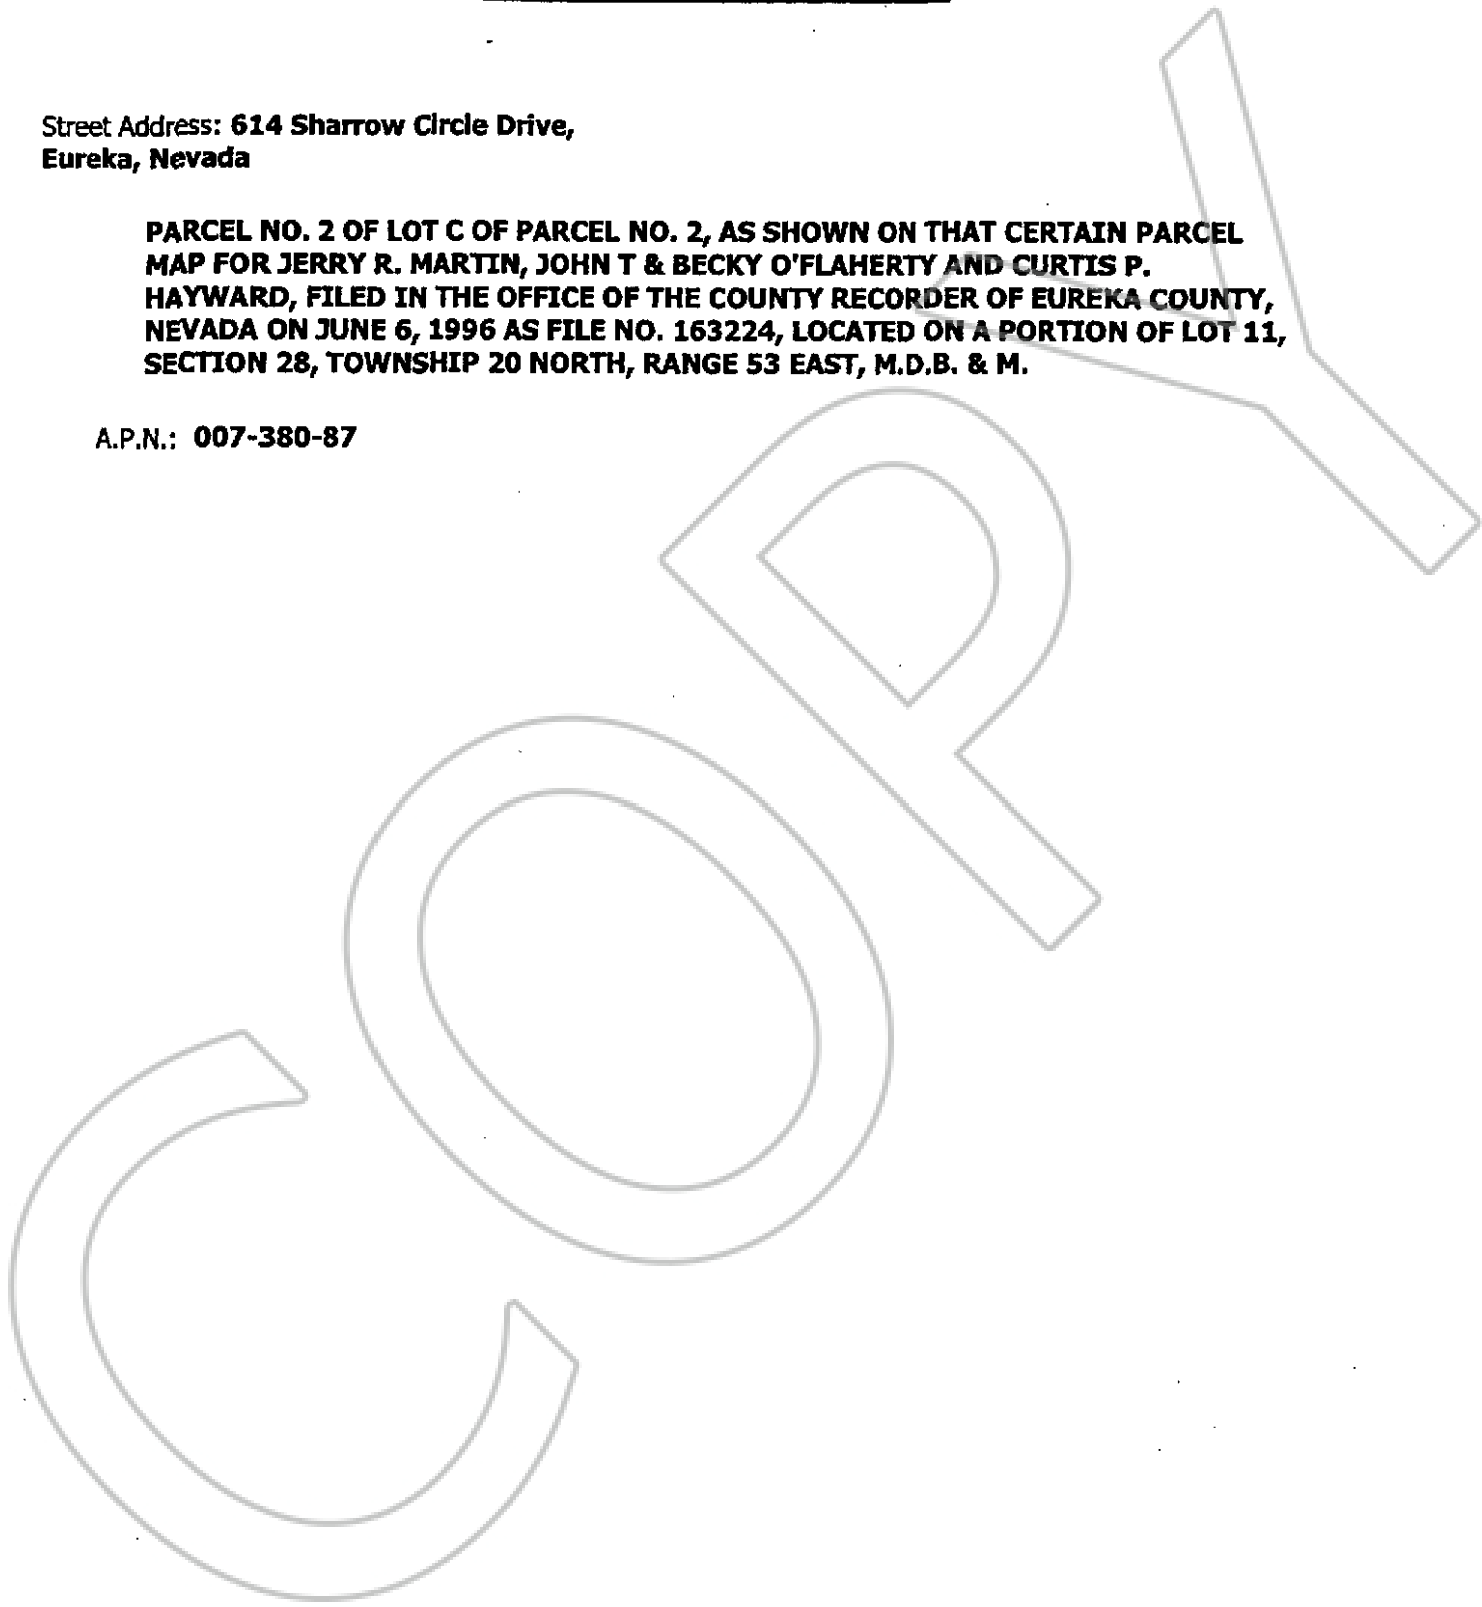 Street Address: 614 Sharrow Circle Drive,
Eureka, Nevada
PARCEL NO. 2 OF LOT C OF PARCEL NO. 2, AS SHOWN ON THAT CERTAIN PARCEL
MAP FOR JERRY R. MARTIN, JOHN T & BECKY O'FLAHERTY AND CURTIS P.
HAYWARD, FILED IN THE OFFICE OF THE COUNTY RECORDER OF EUREKA COUNTY,
NEVADA ON JUNE 6, 1996 AS FILE NO. 163224, LOCATED ON A PORTION OF LOT 11,
SECTION 28, TOWNSHIP 20 NORTH, RANGE 53 EAST, M.D.B. & M.
A.P.N.: 007-380-87
COPY